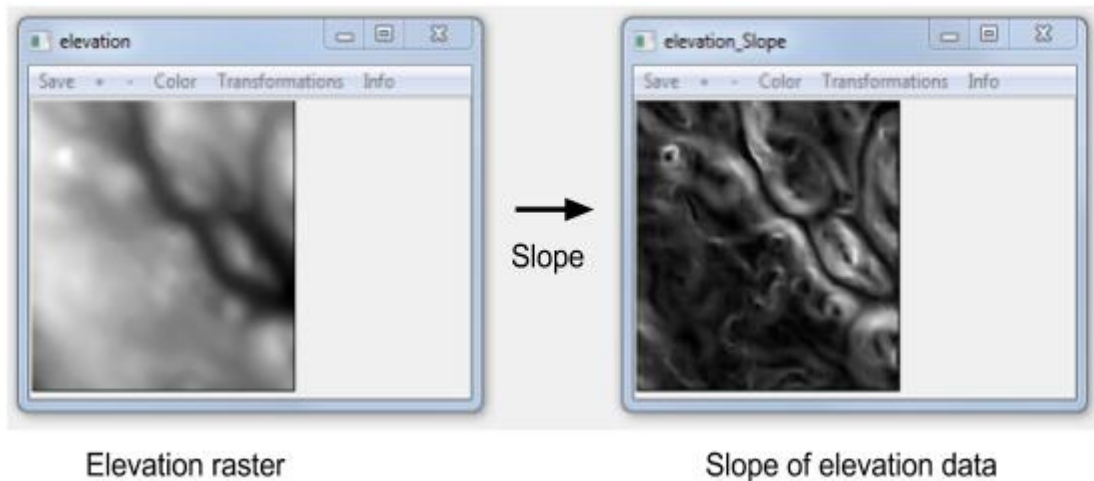 elevation
Save + - Color Transformations Info
Slope
elevation_Slope
Save + - Color Transformations Info
Elevation raster
Slope of elevation data